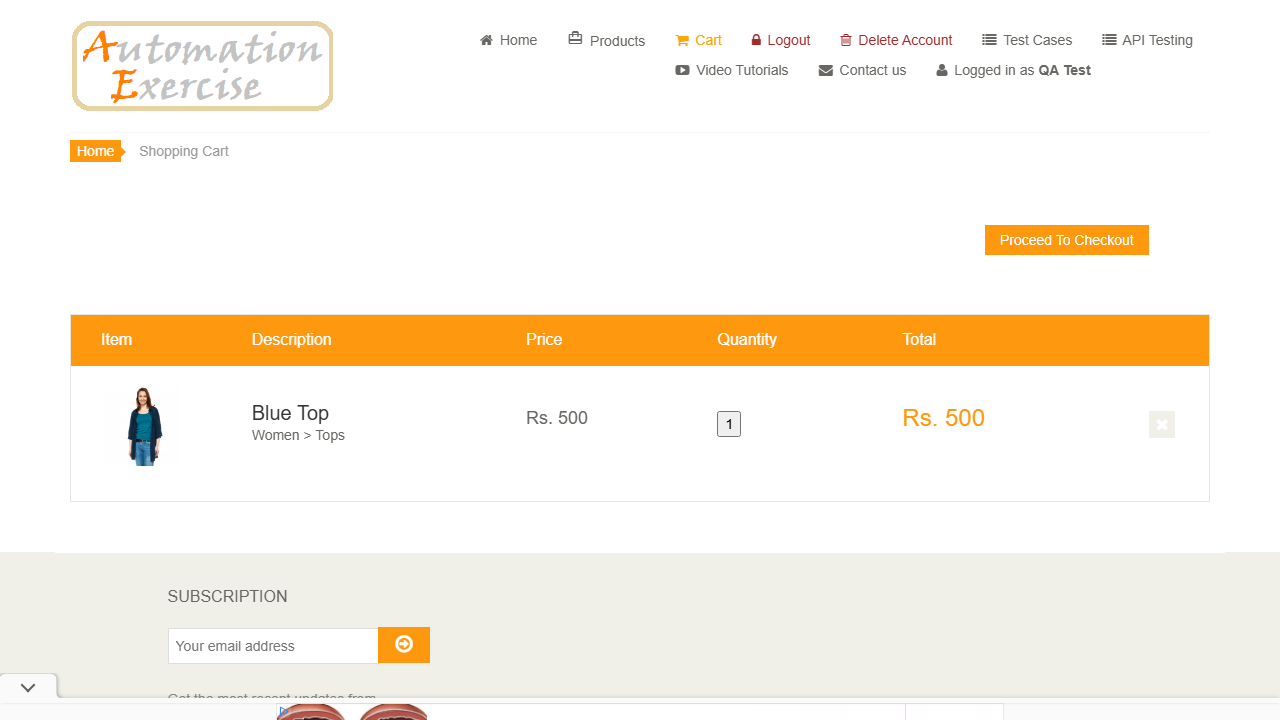 Automation
Exercise
Home
Products
Cart
Logout
Delete Account
Test Cases
API Testing
Video Tutorials
Contact us
Logged in as QA Test
Home
Shopping Cart
Proceed To Checkout
Item Description Price Quantity Total
Blue Top
Women > Tops
Rs. 500
1
Rs. 500
SUBSCRIPTION
Your email address
Get the most recent updates from